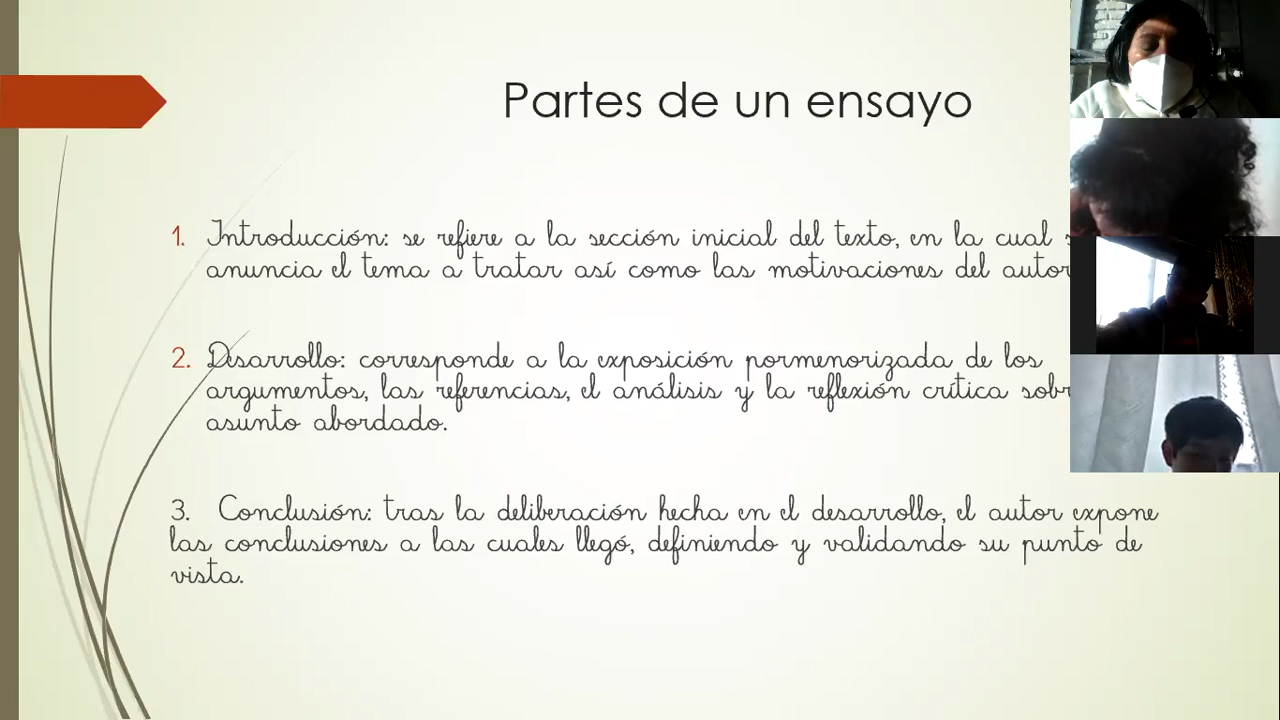 Partes de un ensayo
1. Introducción: se refiere a la sección inicial del texto, en la cual
anuncia el tema a tratar así como las motivaciones del autor
2. Desarrollo: corresponde a la exposición pormenorizada de los
argumentos, las referencias, el análisis y la reflexión crítica
asunto abordado.
3. Conclusión: tras la deliberación hecha en el desarrollo, el autor expone
las conclusiones a las cuales llegó, definiendo y validando su punto de
vista.